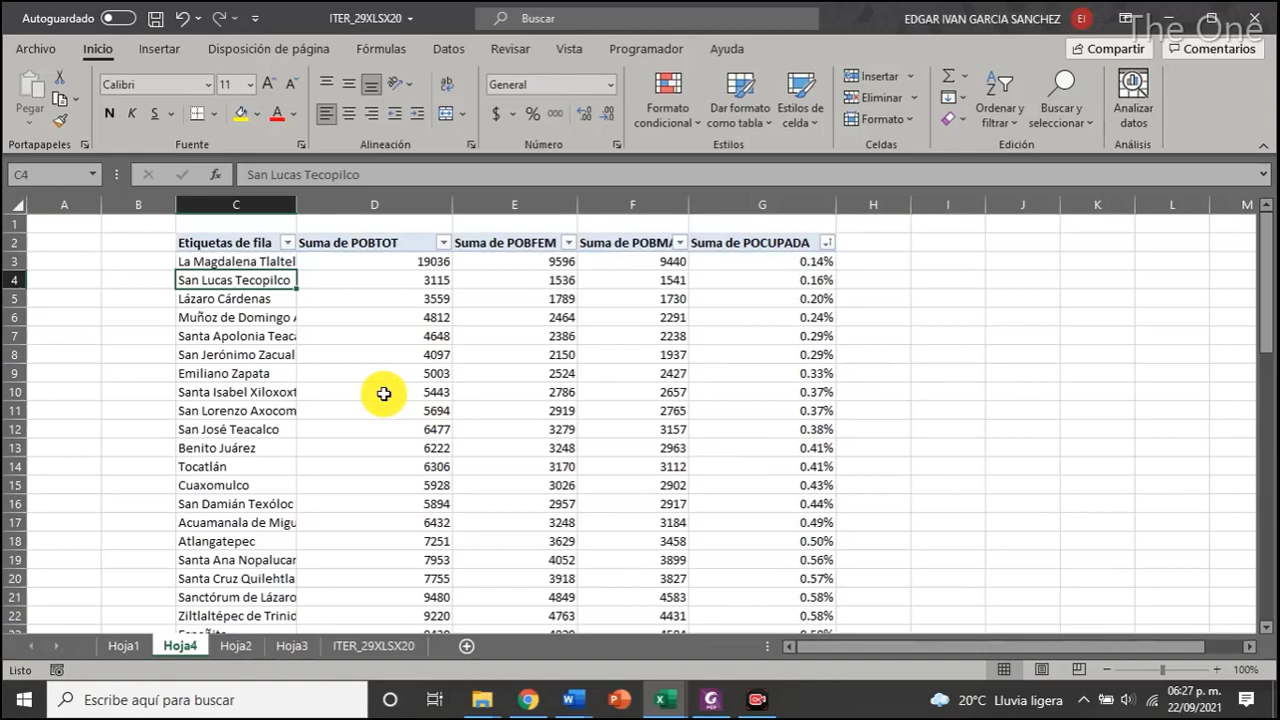 Autoguardado
ITER_29XLSX20
Buscar
EDGAR IVAN GARCIA SANCHEZ
EI
The One
Archivo
Inicio
Insertar
Disposición de página
Fórmulas
Datos
Revisar
Vista
Programador
Ayuda
Compartir
Comentarios
Pegar
Calibri
11
N K S
General
$ % 000
Formato condicional
Dar formato como tabla
Estilos de celda
Insertar
Eliminar
Formato
Ordenar y filtrar
Buscar y seleccionar
Analizar datos
Portapapeles
Fuente
Alineación
Número
Estilos
Celdas
Edición
Análisis
C4
San Lucas Tecopilco
A B C D E F G H I J K L M
1
2 Etiquetas de fila Suma de POBTOT Suma de POBFEM Suma de POBMA Suma de POCUPADA
3 La Magdalena Tlaltel 19036 9596 9440 0.14%
4 San Lucas Tecopilco 3115 1536 1541 0.16%
5 Lázaro Cárdenas 3559 1789 1730 0.20%
6 Muñoz de Domingo A 4812 2464 2291 0.24%
7 Santa Apolonia Teaca 4648 2386 2238 0.29%
8 San Jerónimo Zacual 4097 2150 1937 0.29%
9 Emiliano Zapata 5003 2524 2427 0.33%
10 Santa Isabel Xiloxoxt 5443 2786 2657 0.37%
11 San Lorenzo Axocom 5694 2919 2765 0.37%
12 San José Teacalco 6477 3279 3157 0.38%
13 Benito Juárez 6222 3248 2963 0.41%
14 Tocatlán 6306 3170 3112 0.41%
15 Cuaxomulco 5928 3026 2902 0.43%
16 San Damián Texóloc 5894 2957 2917 0.44%
17 Acuamanala de Migu 6432 3248 3184 0.49%
18 Atlangatepec 7251 3629 3458 0.50%
19 Santa Ana Nopalucar 7953 4052 3899 0.56%
20 Santa Cruz Quilehtla 7755 3918 3827 0.57%
21 Sanctórum de Lázaro 9480 4849 4583 0.58%
22 Ziltlaltépec de Trinid 9220 4763 4431 0.58%
Hoja1
Hoja4
Hoja2
Hoja3
ITER_29XLSX20
Listo
100%
Escribe aquí para buscar
20°C Lluvia ligera
06:27 p. m.
22/09/2021